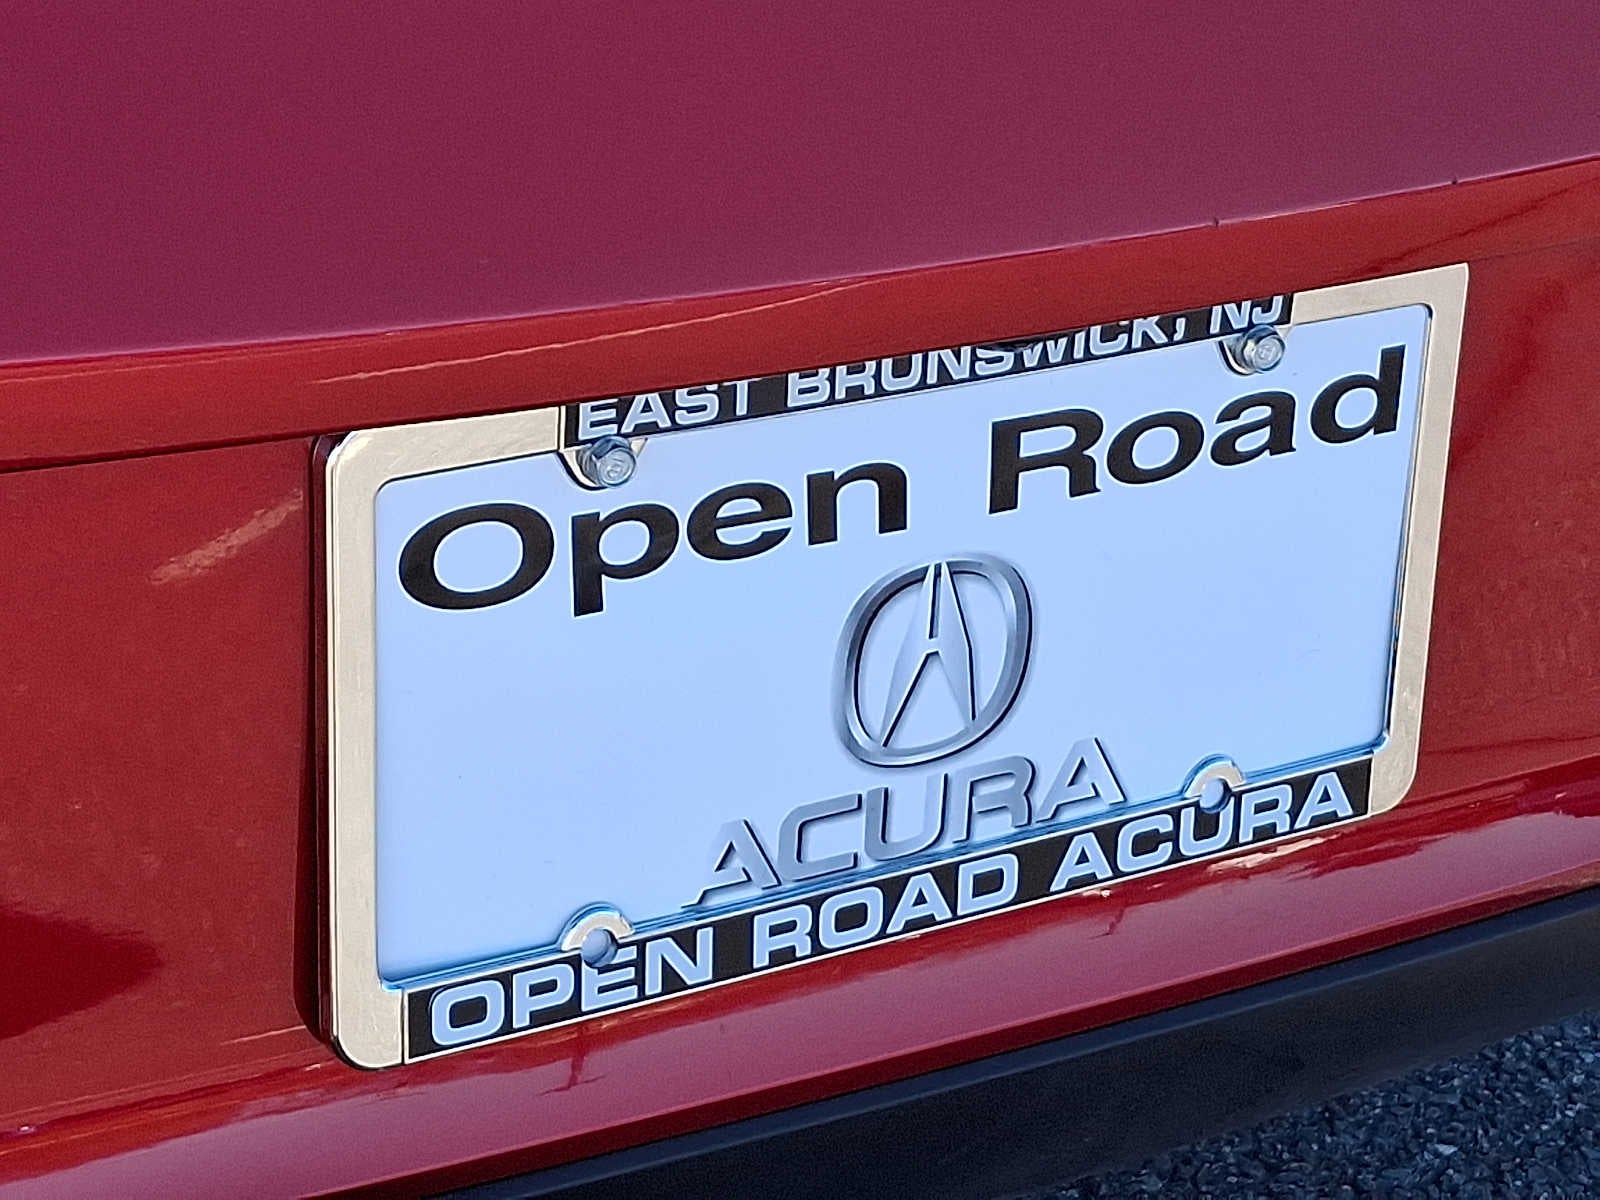 EAST BRUNSWICK, NJ
Open Road
ACURA
OPEN ROAD ACURA